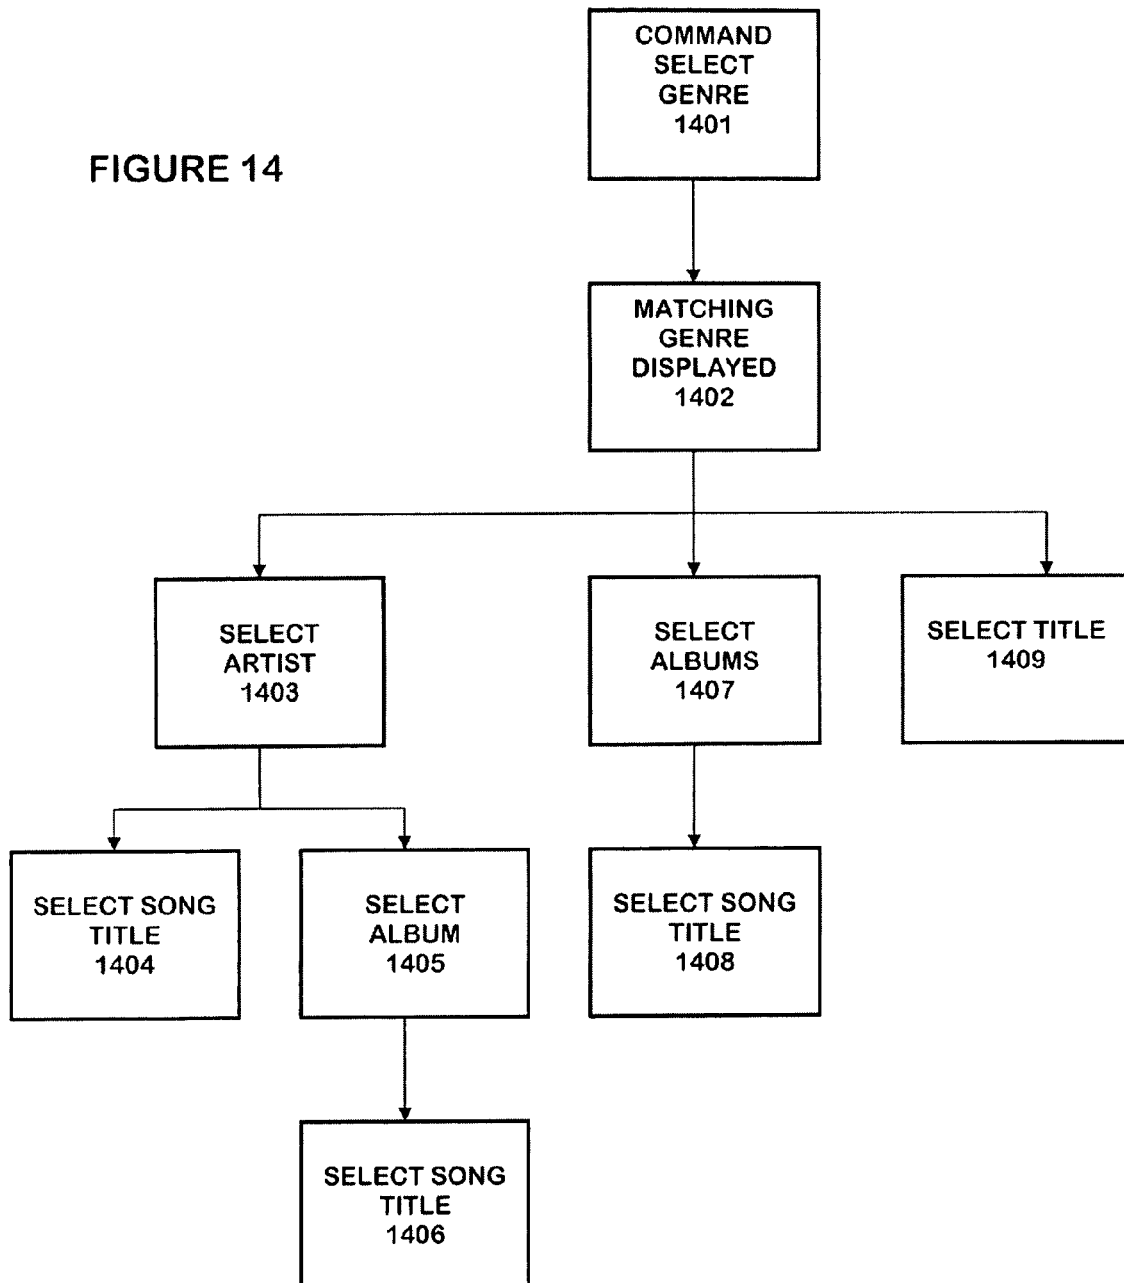 COMMAND
SELECT
GENRE
1401
FIGURE 14
MATCHING
GENRE
DISPLAYED
1402
SELECT
ARTIST
1403
SELECT
ALBUMS
1407
SELECT TITLE
1409
SELECT SONG
TITLE
1404
SELECT
ALBUM
1405
SELECT SONG
TITLE
1408
SELECT SONG
TITLE
1406